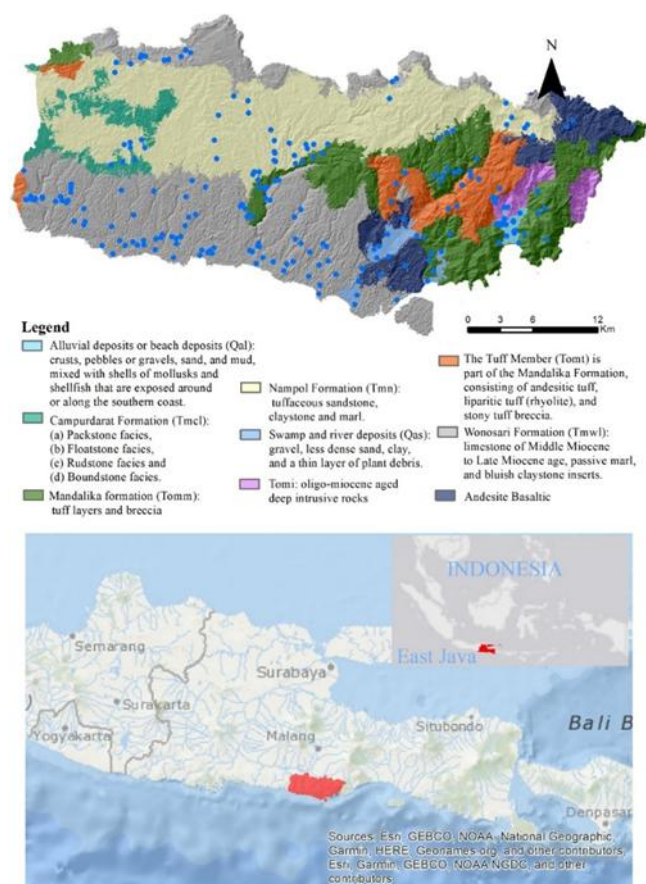 N
0 3 6 12
Km
Legend
Alluvial deposits or beach deposits (Qal):
crusts, pebbles or gravels, sand, and mud,
mixed with shells of mollusks and
shellfish that are exposed around
or along the southern coast.
Campurdarat Formation (Tmcl):
(a) Packstone facies,
(b) Floatstone facies,
(c) Rudstone facies and
(d) Boundstone facies.
Mandalika formation (Tomm):
tuff layers and breccia
Nampol Formation (Tmn):
tuffaceous sandstone,
claystone and marl.
Swamp and river deposits (Qas):
gravel, less dense sand, clay,
and a thin layer of plant debris.
Tomi: oligo-miocene aged
deep intrusive rocks
The Tuff Member (Tomt) is
part of the Mandalika Formation,
consisting of andesitic tuff,
liparitic tuff (rhyolite), and
stony tuff breccia.
Wonosari Formation (Tmwl):
limestone of Middle Miocene
to Late Miocene age, passive marl,
and bluish claystone inserts.
Andesite Basaltic
INDONESIA
East Java
Semarang
Surabaya
Surakarta
Yogyakarta
Malang
Situbondo
Bali B
Denpasar
Sources: Esri, GEBCO, NOAA, National Geographic,
Garmin, HERE, Geonames.org, and other contributors
Esri, Garmin, GEBCO, NOAA NGDC, and other
contributors